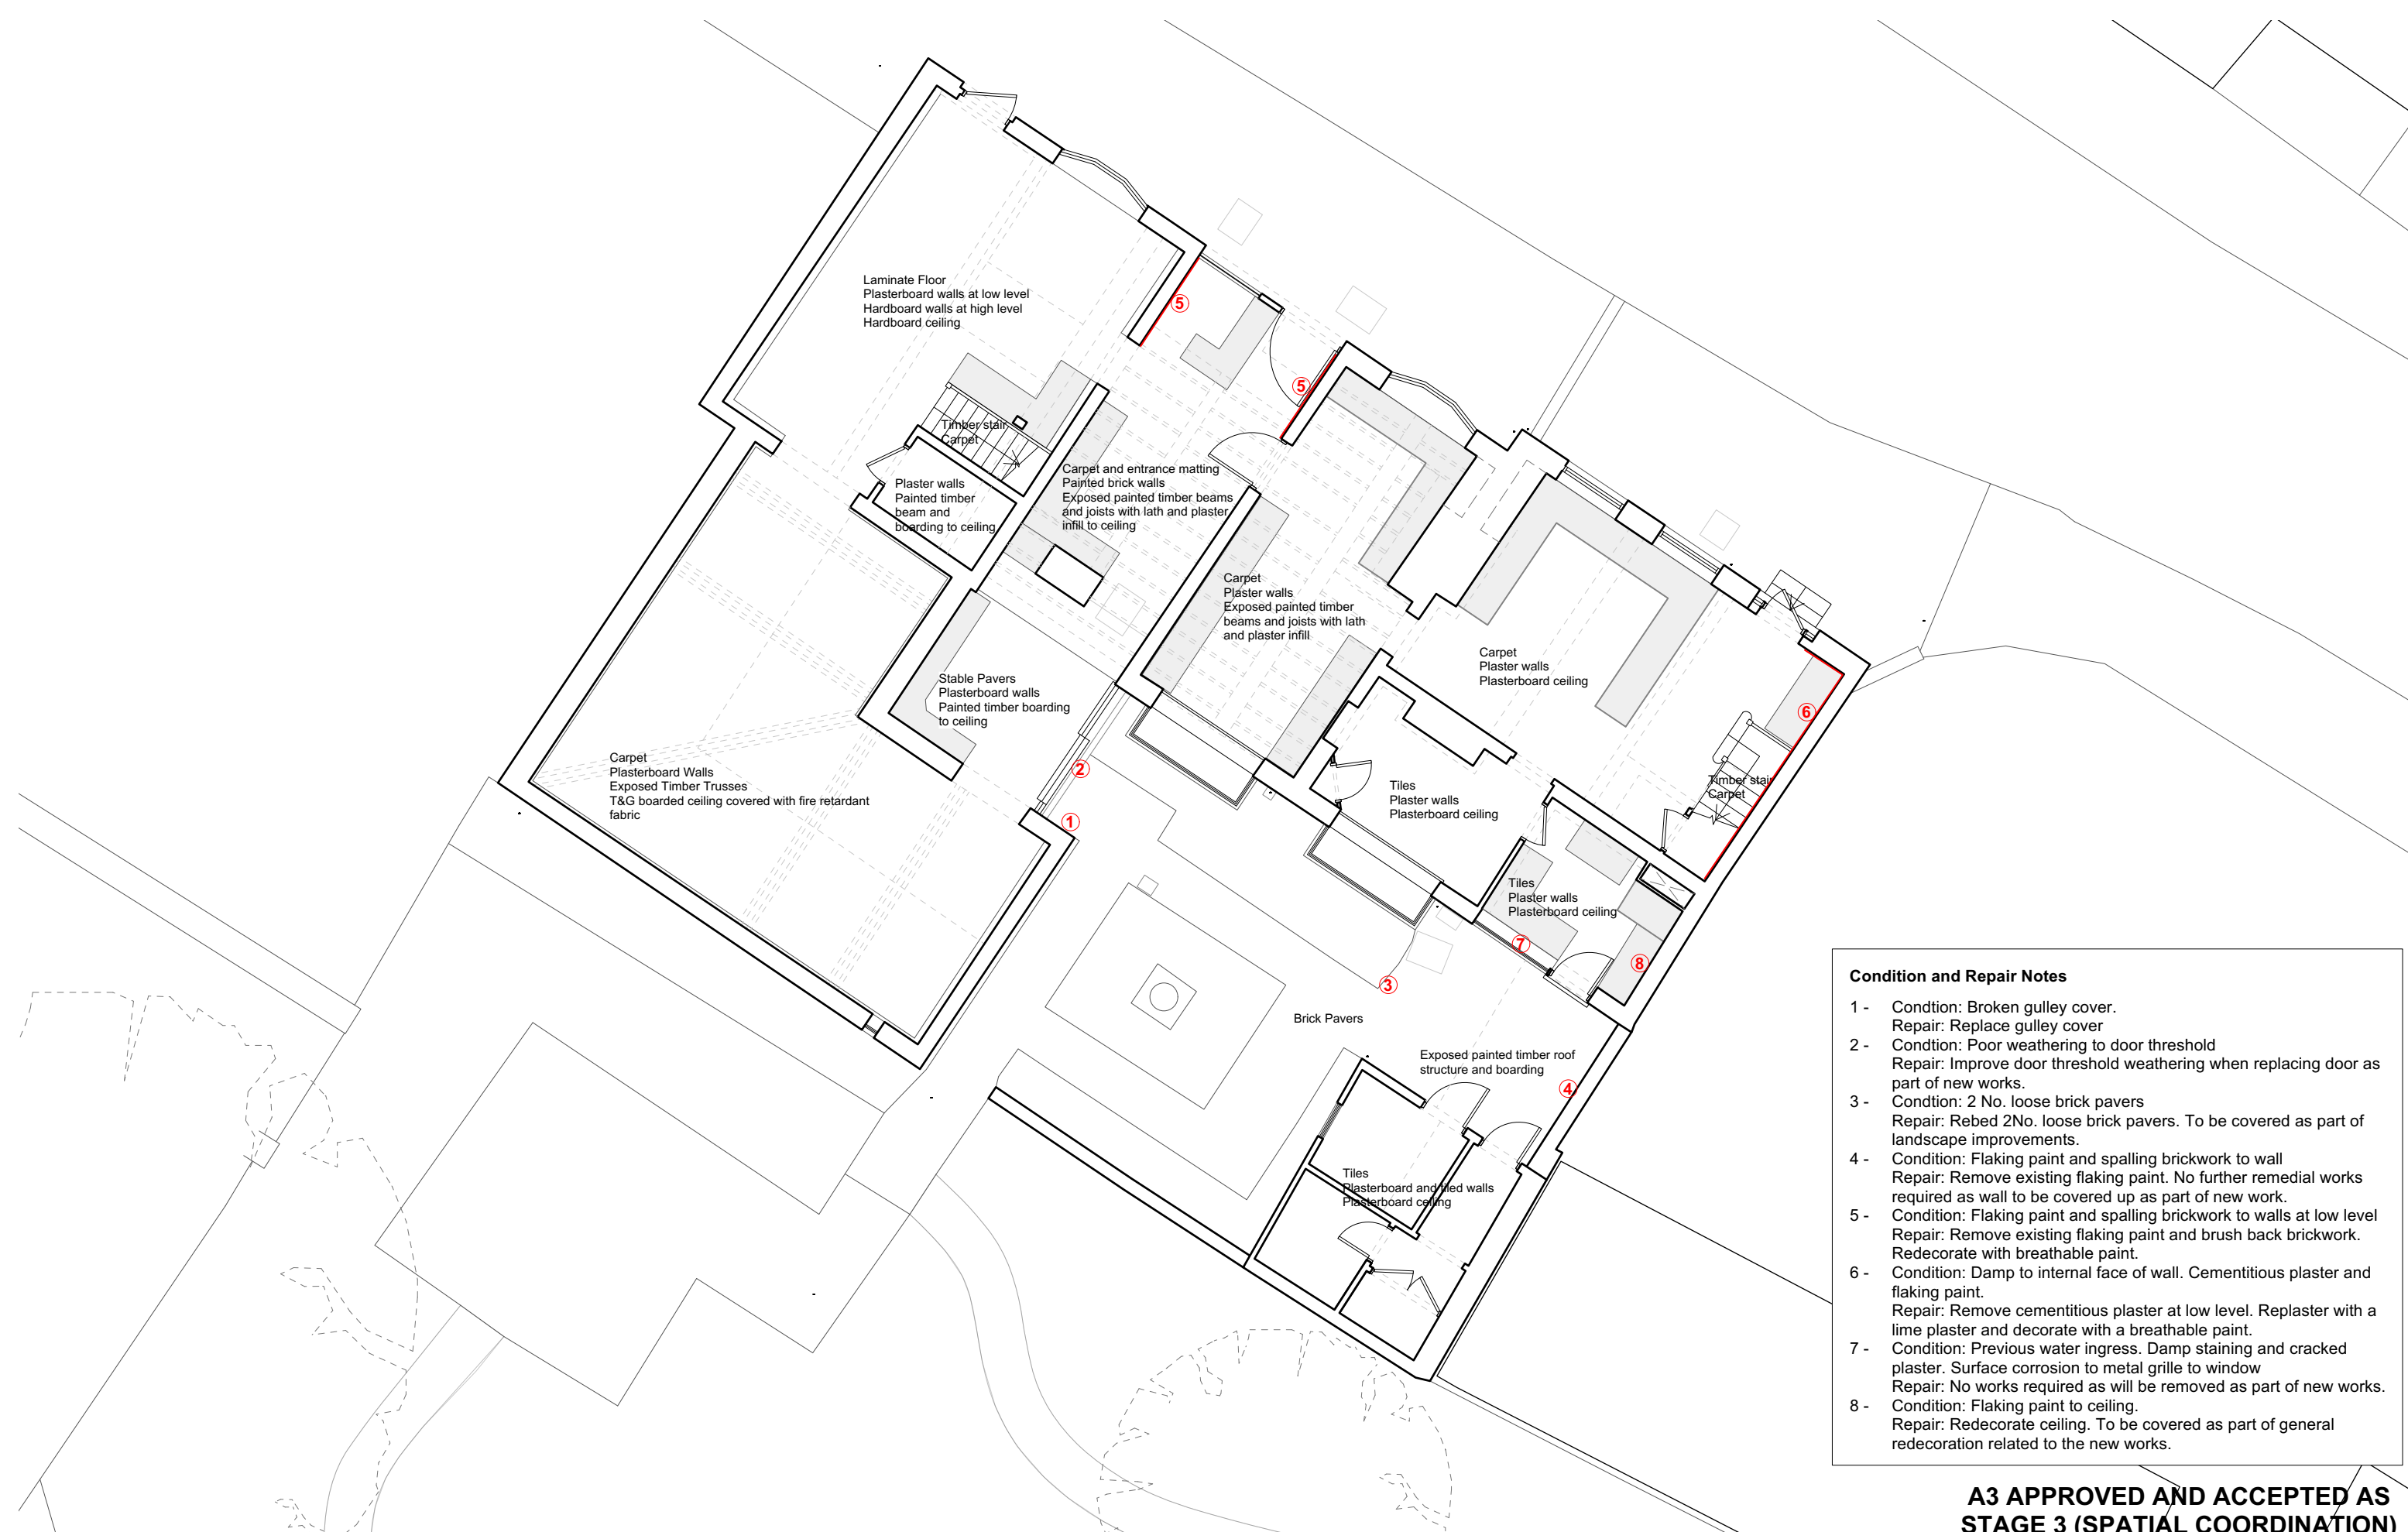 Laminate Floor
Plasterboard walls at low level
Hardboard walls at high level
Hardboard ceiling
5
5
Timber stair
Carpet
Plaster walls
Painted timber
beam and
boarding to ceiling
Carpet and entrance matting
Painted brick walls
Exposed painted timber beams
and joists with lath and plaster
infill to ceiling
Carpet
Plaster walls
Exposed painted timber
beams and joists with lath
and plaster infill
Carpet
Plaster walls
Plasterboard ceiling
Stable Pavers
Plasterboard walls
Painted timber boarding
to ceiling
6
Carpet
Plasterboard Walls
Exposed Timber Trusses
T&G boarded ceiling covered with fire retardant
fabric
2
1
Tiles
Plaster walls
Plasterboard ceiling
Timber stair
Carpet
Tiles
Plaster walls
Plasterboard ceiling
7
8
3
Brick Pavers
Exposed painted timber roof
structure and boarding
4
Tiles
Plasterboard and tiled walls
Plasterboard ceiling
Condition and Repair Notes
1 - Condtion: Broken gulley cover.
Repair: Replace gulley cover
2 - Condtion: Poor weathering to door threshold
Repair: Improve door threshold weathering when replacing door as
part of new works.
3 - Condtion: 2 No. loose brick pavers
Repair: Rebed 2No. loose brick pavers. To be covered as part of
landscape improvements.
4 - Condition: Flaking paint and spalling brickwork to wall
Repair: Remove existing flaking paint. No further remedial works
required as wall to be covered up as part of new work.
5 - Condition: Flaking paint and spalling brickwork to walls at low level
Repair: Remove existing flaking paint and brush back brickwork.
Redecorate with breathable paint.
6 - Condition: Damp to internal face of wall. Cementitious plaster and
flaking paint.
Repair: Remove cementitious plaster at low level. Replaster with a
lime plaster and decorate with a breathable paint.
7 - Condition: Previous water ingress. Damp staining and cracked
plaster. Surface corrosion to metal grille to window
Repair: No works required as will be removed as part of new works.
8 - Condition: Flaking paint to ceiling.
Repair: Redecorate ceiling. To be covered as part of general
redecoration related to the new works.
A3 APPROVED AND ACCEPTED AS
STAGE 3 (SPATIAL COORDINATION)